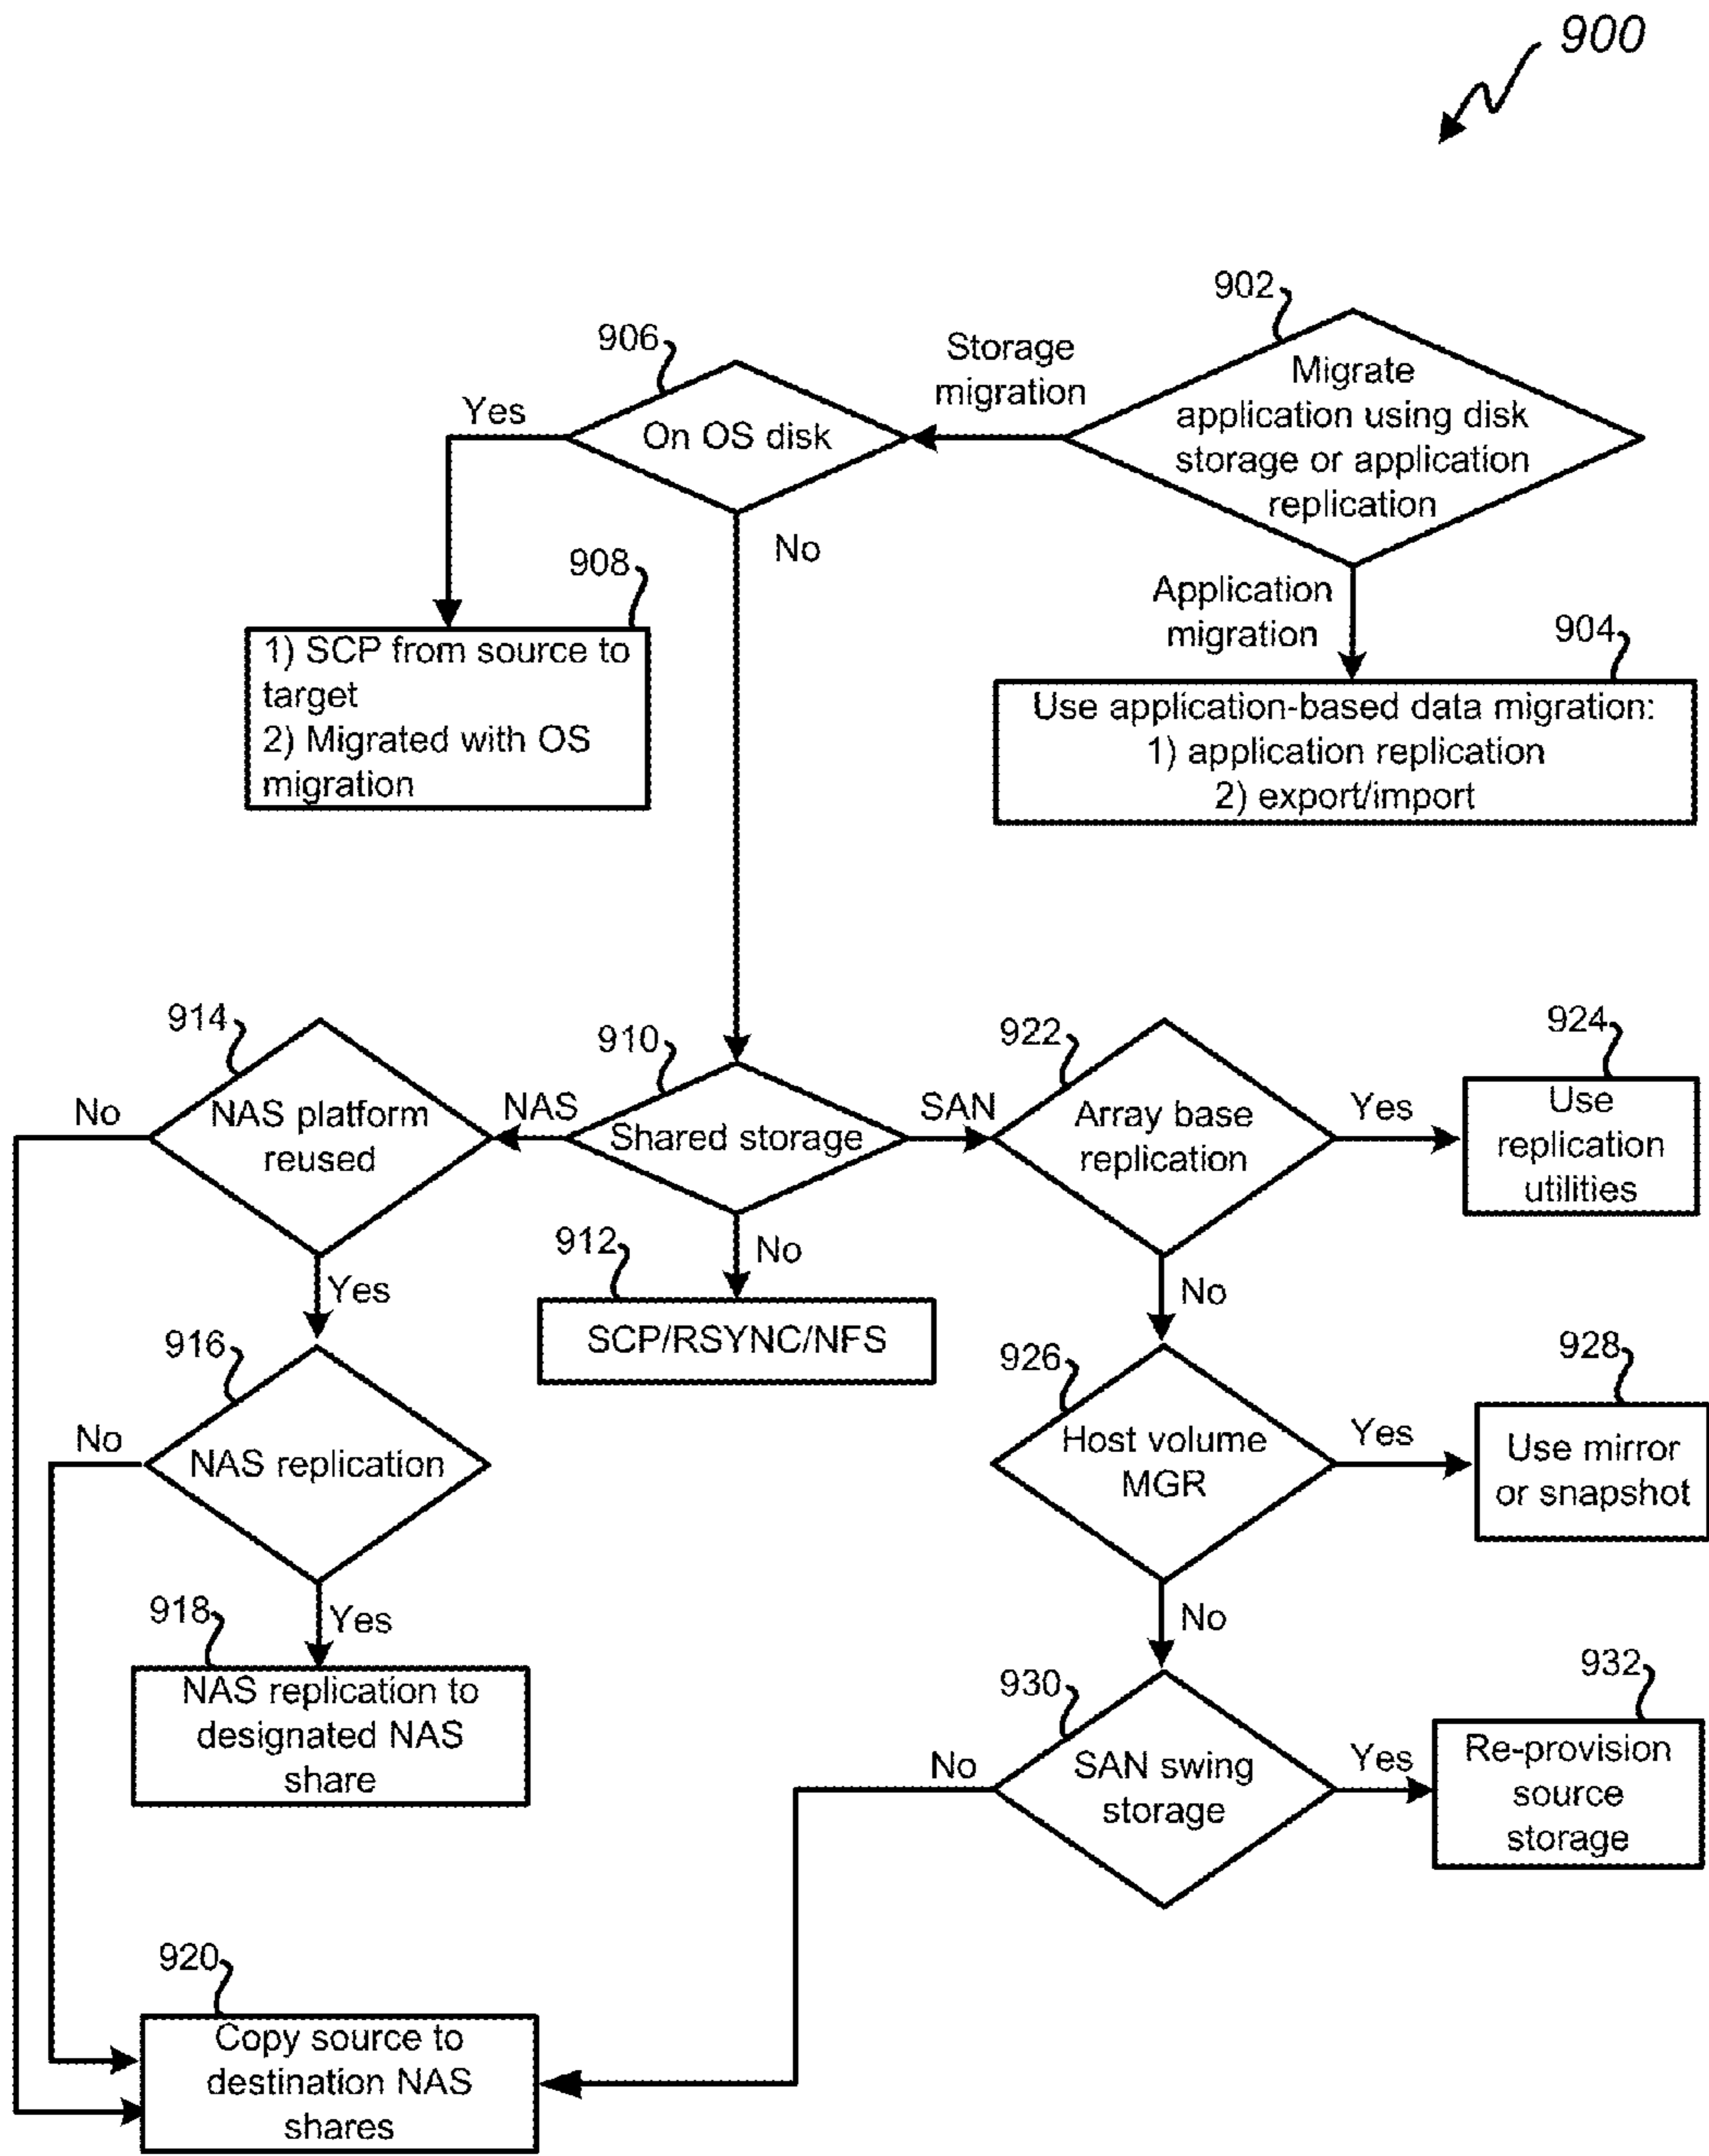 900
902
Storage
migration
Migrate
application using disk
storage or application
replication
906
Yes
On OS disk
No
908
1) SCP from source to
target
2) Migrated with OS
migration
Application
migration
904
Use application-based data migration:
1) application replication
2) export/import
914
No
NAS platform
reused
NAS
910
Shared storage
SAN
922
Array base
replication
Yes
924
Use
replication
utilities
Yes
912
No
SCP/RSYNC/NFS
No
916
No
NAS replication
926
Host volume
MGR
Yes
928
Use mirror
or snapshot
918
Yes
NAS replication to
designated NAS
share
No
930
No
SAN swing
storage
Yes
932
Re-provision
source
storage
920
Copy source to
destination NAS
shares